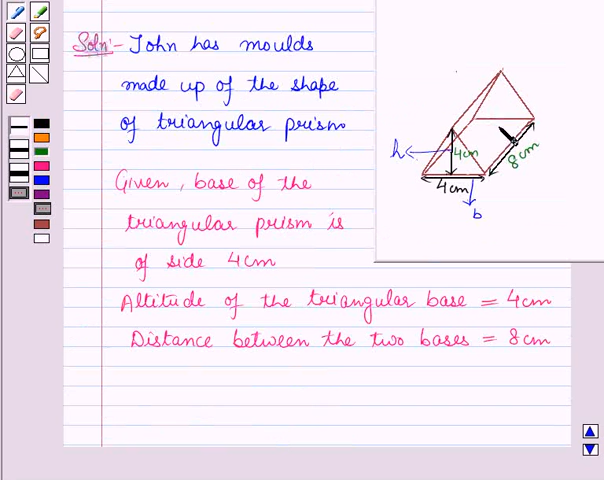 Soln:- John has moulds
made up of the shape
of triangular prism
Given, base of the
triangular prism is
of side 4cm
Altitude of the triangular base = 4cm
Distance between the two bases = 8cm
h
4cm
8cm
4cm
b